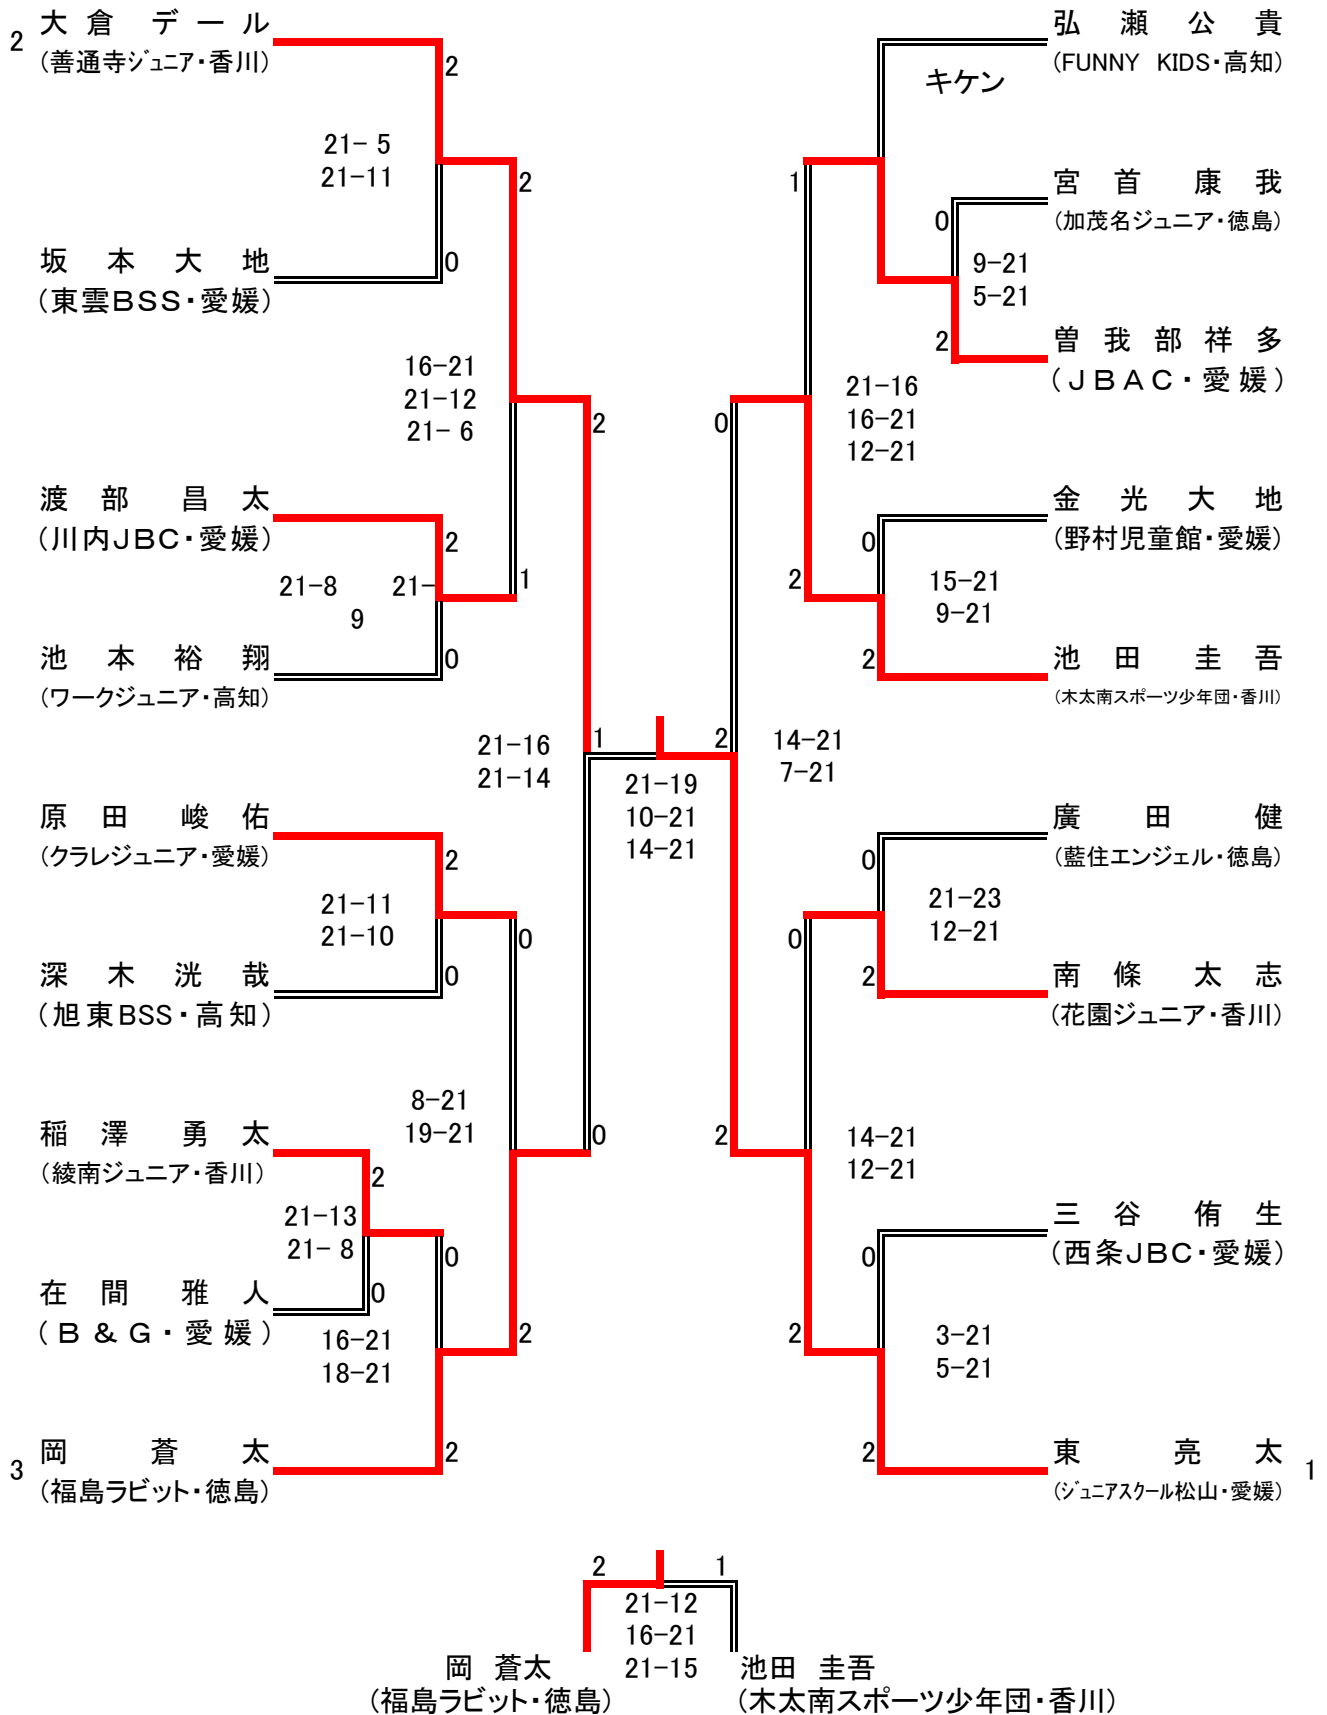 2
大倉 デール
(善通寺ジュニア・香川)
2
21- 5
21-11
2
坂本大地
(東雲BSS・愛媛)
0
16-21
21-12
21- 6
2
渡部 昌太
(川内JBC・愛媛)
2
21-8 21-
9
1
池本裕翔
(ワークジュニア・高知)
0
21-16
21-14
1
原田 峻佑
(クラレジュニア・愛媛)
2
21-11
21-10
0
深木洸哉
(旭東BSS・高知)
0
8-21
19-21
0
稲澤 勇太
(綾南ジュニア・香川)
2
21-13
21- 8
0
在間 雅人
(B&G・愛媛)
0
16-21
18-21
2
3
岡 蒼太
(福島ラビット・徳島)
2
弘瀬公貴
(FUNNY KIDS・高知)
キケン
1
宮首 康我
(加茂名ジュニア・徳島)
0
9-21
5-21
曽我部祥多
(JBAC・愛媛)
2
21-16
16-21
12-21
0
金光大地
(野村児童館・愛媛)
0
15-21
9-21
2
池田 圭吾
(木太南スポーツ少年団・香川)
2
14-21
7-21
2
21-19
10-21
14-21
廣田 健
(藍住エンジェル・徳島)
0
21-23
12-21
0
南條 太志
(花園ジュニア・香川)
2
14-21
12-21
2
三谷 侑生
(西条JBC・愛媛)
0
3-21
5-21
2
東 亮太
(ジュニアスクール松山・愛媛)
2
1
2
1
21-12
16-21
21-15
岡 蒼太
(福島ラビット・徳島)
池田 圭吾
(木太南スポーツ少年団・香川)